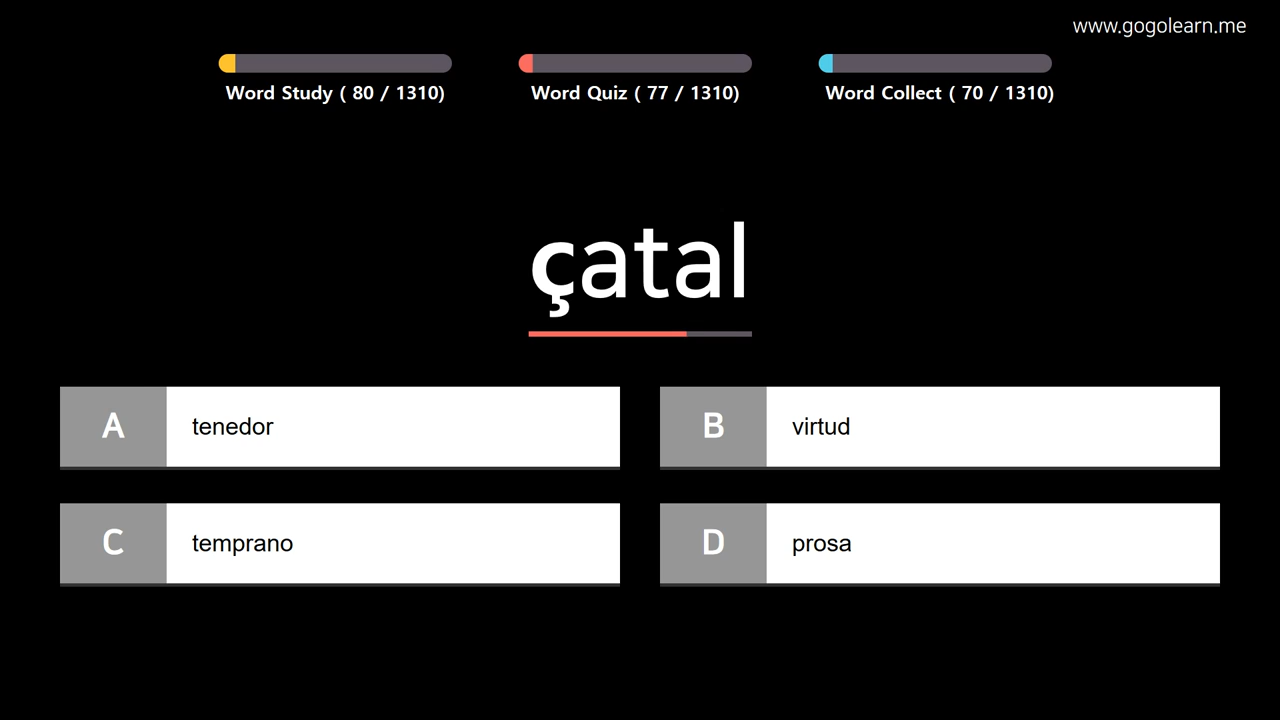 www.gogolearn.me
Word Study ( 80 / 1310)
Word Quiz ( 77 / 1310)
Word Collect ( 70 / 1310)
çatal
A tenedor
B virtud
C temprano
D prosa